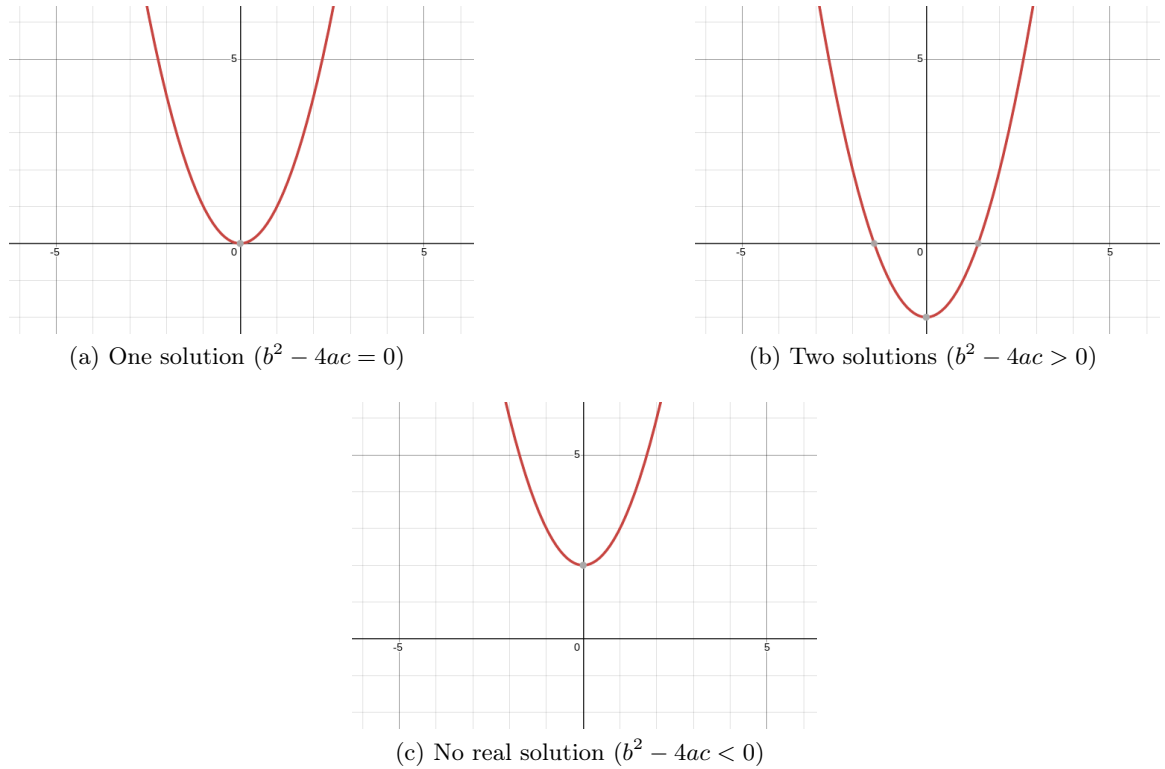 5
-5 0 5
(a) One solution (b² − 4ac = 0)
5
-5 0 5
(b) Two solutions (b² − 4ac > 0)
5
-5 0 5
(c) No real solution (b² − 4ac < 0)